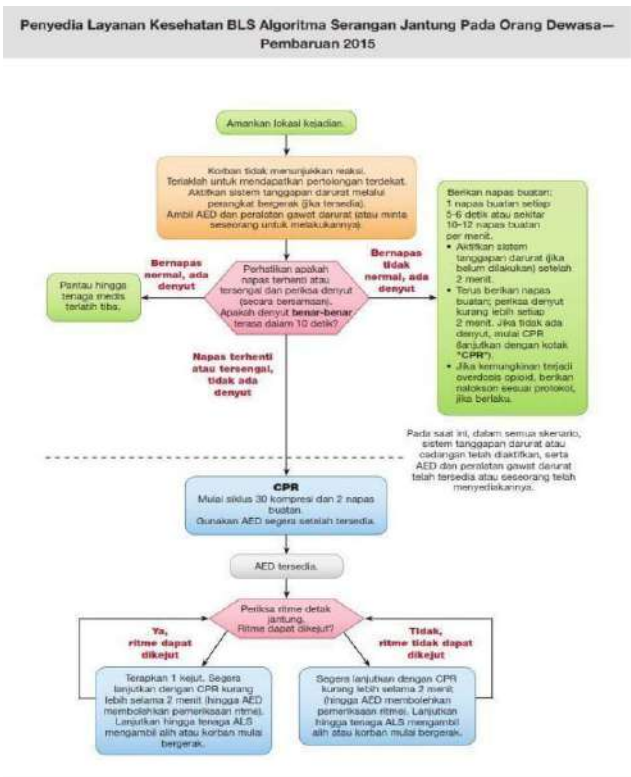 Penyedia Layanan Kesehatan BLS Algoritma Serangan Jantung Pada Orang Dewasa—
Pembaruan 2015
Amankan lokasi kejadian.
Korban tidak menunjukkan reaksi.
Teriaklah untuk mendapatkan pertolongan terdekat.
Aktifkan sistem tanggapan darurat melalui
perangkat bergerak (jika tersedia).
Ambil AED dan peralatan gawat darurat (atau minta
seseorang untuk melakukannya).
Bernapas
normal, ada
denyut
Pantau hingga
tenaga medis
terlatih tiba.
Perhatikan apakah
napas terhenti atau
tersengal dan periksa denyut
(secara bersamaan).
Apakah denyut benar-benar
terasa dalam 10 detik?
Bernapas
tidak
normal, ada
denyut
Berikan napas buatan:
1 napas buatan setiap
5-6 detik atau sekitar
10-12 napas buatan
per menit.
• Aktifkan sistem
tanggapan darurat (jika
belum dilakukan) setelah
2 menit.
• Terus berikan napas
buatan; periksa denyut
kurang lebih setiap
2 menit. Jika tidak ada
denyut, mulai CPR
(lanjutkan dengan kotak
"CPR").
• Jika kemungkinan terjadi
overdosis opioid, berikan
nalokson sesuai protokol,
jika berlaku.
Napas terhenti
atau tersengal,
tidak ada
denyut
Pada saat ini, dalam semua skenario,
sistem tanggapan darurat atau
cadangan telah diaktifkan, serta
AED dan peralatan gawat darurat
telah tersedia atau seseorang telah
menyediakannya.
CPR
Mulai siklus 30 kompresi dan 2 napas
buatan.
Gunakan AED segera setelah tersedia.
AED tersedia.
Periksa ritme detak
jantung.
Ritme dapat dikejut?
Ya,
ritme dapat
dikejut
Tidak,
ritme tidak dapat
dikejut
Terapkan 1 kejut. Segera
lanjutkan dengan CPR kurang
lebih selama 2 menit (hingga AED
membolehkan pemeriksaan ritme).
Lanjutkan hingga tenaga ALS
mengambil alih atau korban mulai
bergerak.
Segera lanjutkan dengan CPR
kurang lebih selama 2 menit
(hingga AED membolehkan
pemeriksaan ritme). Lanjutkan
hingga tenaga ALS mengambil
alih atau korban mulai bergerak.